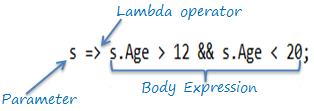 Lambda operator
s => s.Age > 12 && s.Age < 20;
Parameter
Body Expression